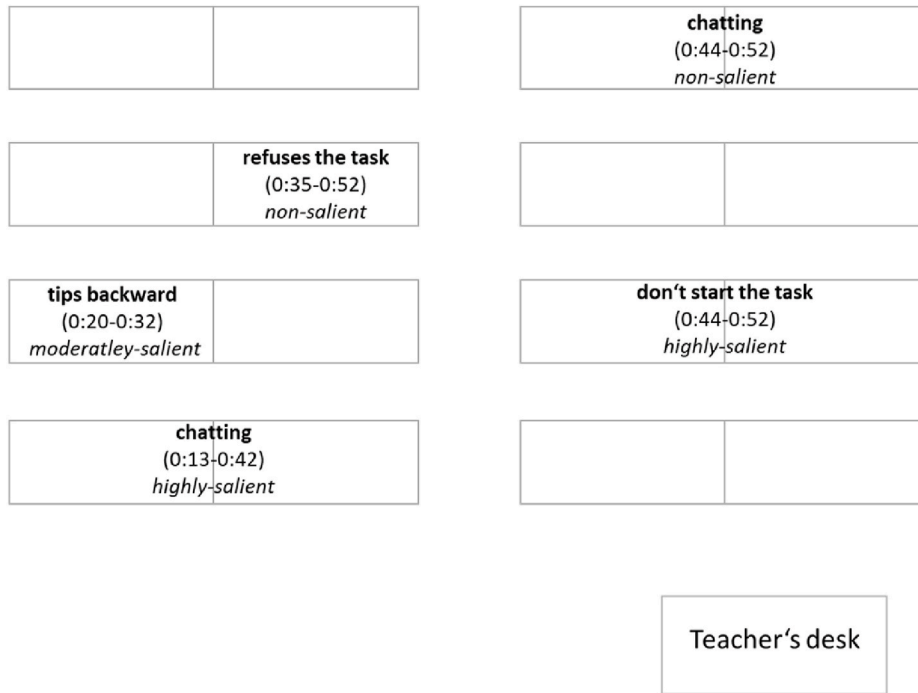 chatting
(0:44-0:52)
non-salient
refuses the task
(0:35-0:52)
non-salient
tips backward
(0:20-0:32)
moderatley-salient
don‘t start the task
(0:44-0:52)
highly-salient
chatting
(0:13-0:42)
highly-salient
Teacher‘s desk